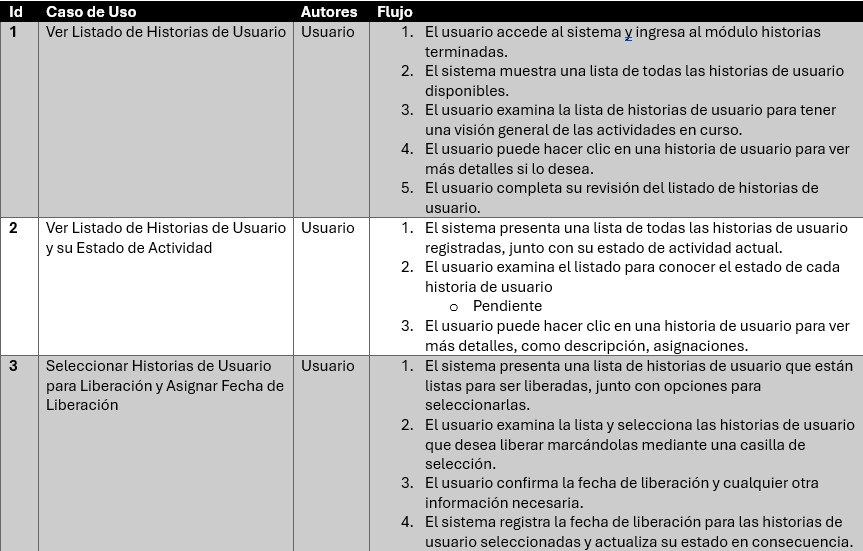 Id Caso de Uso Autores Flujo
1 Ver Listado de Historias de Usuario Usuario 1. El usuario accede al sistema y ingresa al módulo historias
terminadas.
2. El sistema muestra una lista de todas las historias de usuario
disponibles.
3. El usuario examina la lista de historias de usuario para tener
una visión general de las actividades en curso.
4. El usuario puede hacer clic en una historia de usuario para ver
más detalles si lo desea.
5. El usuario completa su revisión del listado de historias de
usuario.
2 Ver Listado de Historias de Usuario Usuario 1. El sistema presenta una lista de todas las historias de usuario
y su Estado de Actividad registradas, junto con su estado de actividad actual.
2. El usuario examina el listado para conocer el estado de cada
historia de usuario
o Pendiente
3. El usuario puede hacer clic en una historia de usuario para ver
más detalles, como descripción, asignaciones.
3 Seleccionar Historias de Usuario Usuario 1. El sistema presenta una lista de historias de usuario que están
para Liberación y Asignar Fecha de listas para ser liberadas, junto con opciones para
Liberación seleccionarlas.
2. El usuario examina la lista y selecciona las historias de usuario
que desea liberar marcándolas mediante una casilla de
selección.
3. El usuario confirma la fecha de liberación y cualquier otra
información necesaria.
4. El sistema registra la fecha de liberación para las historias de
usuario seleccionadas y actualiza su estado en consecuencia.